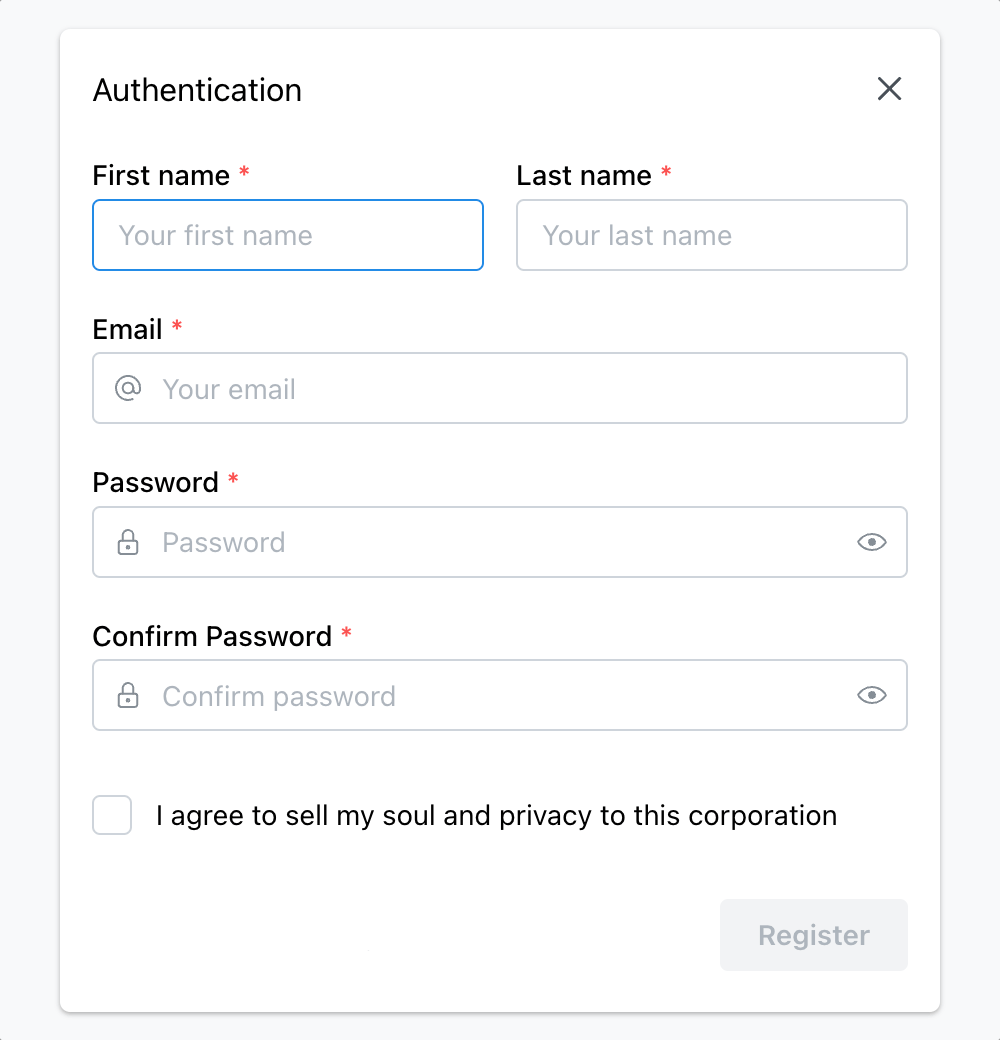 Authentication
First name * Last name *
Your first name Your last name
Email *
Your email
Password *
Password
Confirm Password *
Confirm password
I agree to sell my soul and privacy to this corporation
Register